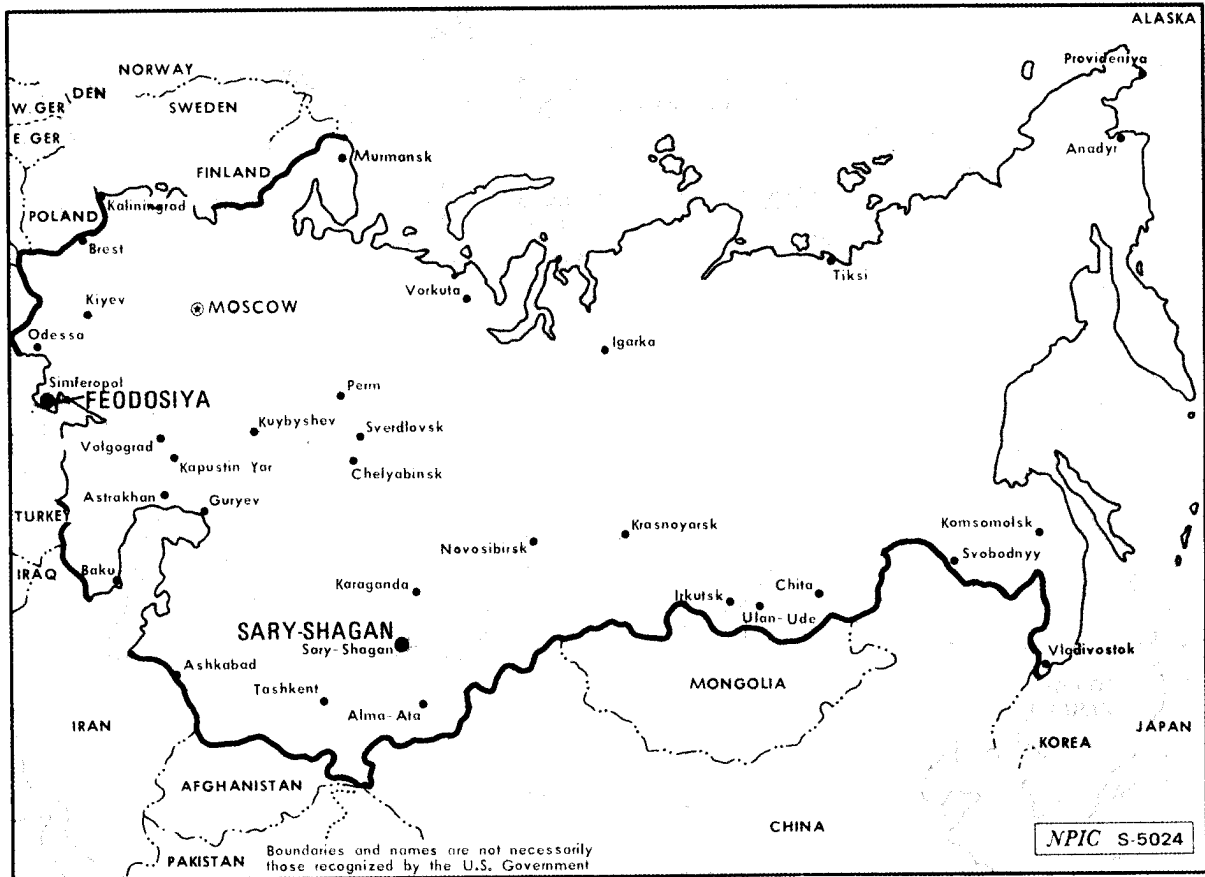 ALASKA
Provideniya
NORWAY
DEN
W. GER
SWEDEN
E. GER
Anadyr
Murmansk
FINLAND
Kaliningrad
POLAND
Brest
Tiksi
Vorkuta
Kiyev
MOSCOW
Odessa
Igarka
Simferopol
FEODOSIYA
Perm
Kuybyshev
Sverdlovsk
Volgograd
Kapustin Yar
Chelyabinsk
Astrakhan
Guryev
TURKEY
Krasnoyarsk
Komsomolsk
Novosibirsk
Svobodnyy
IRAQ
Baku
Karaganda
Irkutsk
Chita
Ulan-Ude
SARY-SHAGAN
Sary-Shagan
Ashkabad
Vladivostok
Tashkent
MONGOLIA
Alma-Ata
IRAN
JAPAN
KOREA
AFGHANISTAN
CHINA
PAKISTAN
Boundaries and names are not necessarily
those recognized by the U.S. Government
NPIC S-5024